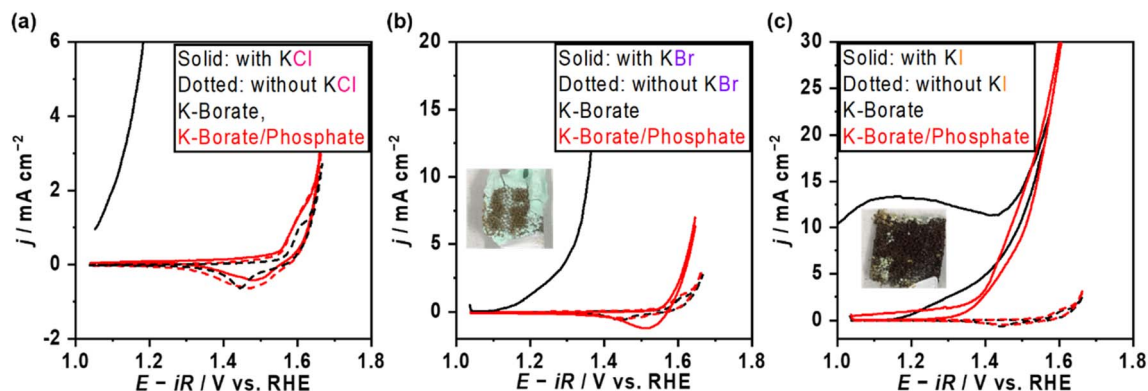 (a)
6
4
2
0
-2
j / mA cm⁻²
1.0
1.2
1.4
1.6
1.8
E − iR / V vs. RHE
Solid: with KCl
Dotted: without KCl
K-Borate,
K-Borate/Phosphate
(b)
20
15
10
5
0
j / mA cm⁻²
1.0
1.2
1.4
1.6
1.8
E − iR / V vs. RHE
Solid: with KBr
Dotted: without KBr
K-Borate
K-Borate/Phosphate
(c)
30
25
20
15
10
5
0
j / mA cm⁻²
1.0
1.2
1.4
1.6
1.8
E − iR / V vs. RHE
Solid: with KI
Dotted: without KI
K-Borate
K-Borate/Phosphate